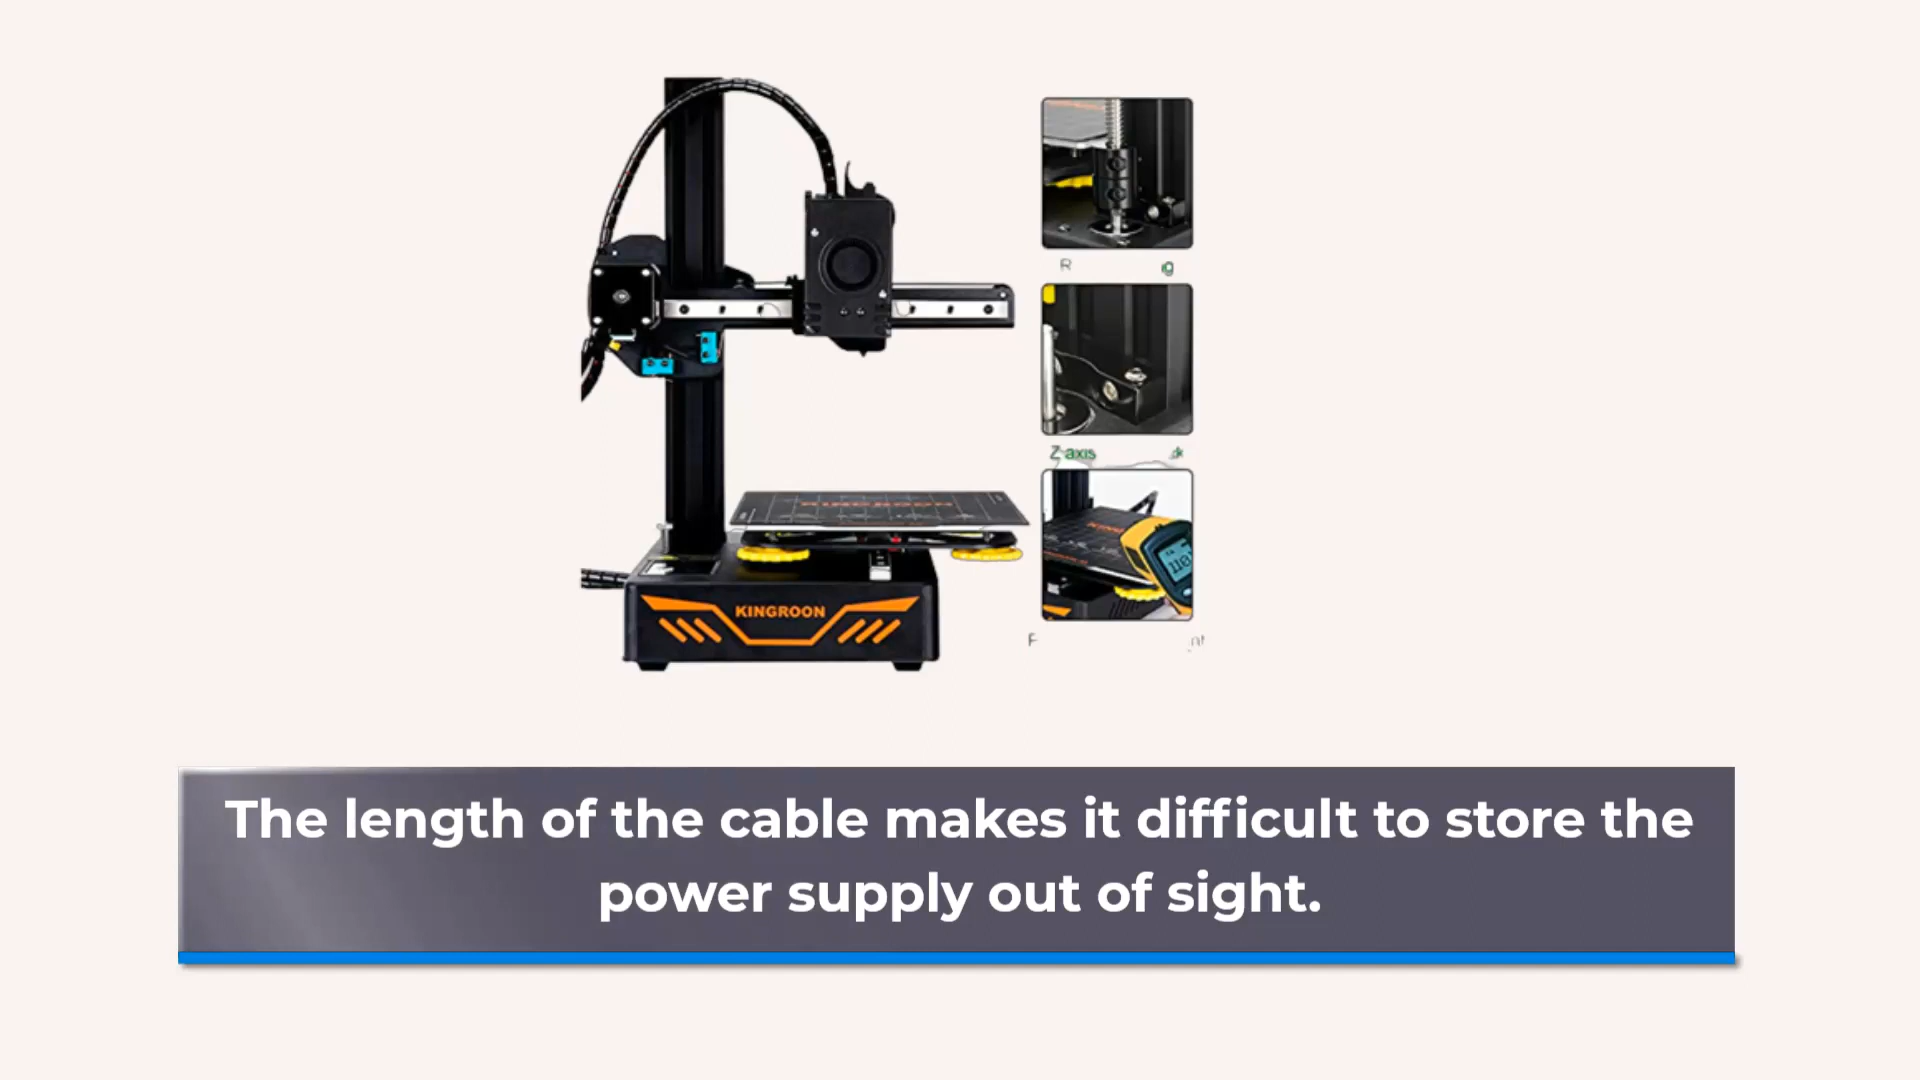 Z axis
KINGROON
The length of the cable makes it difficult to store the
power supply out of sight.